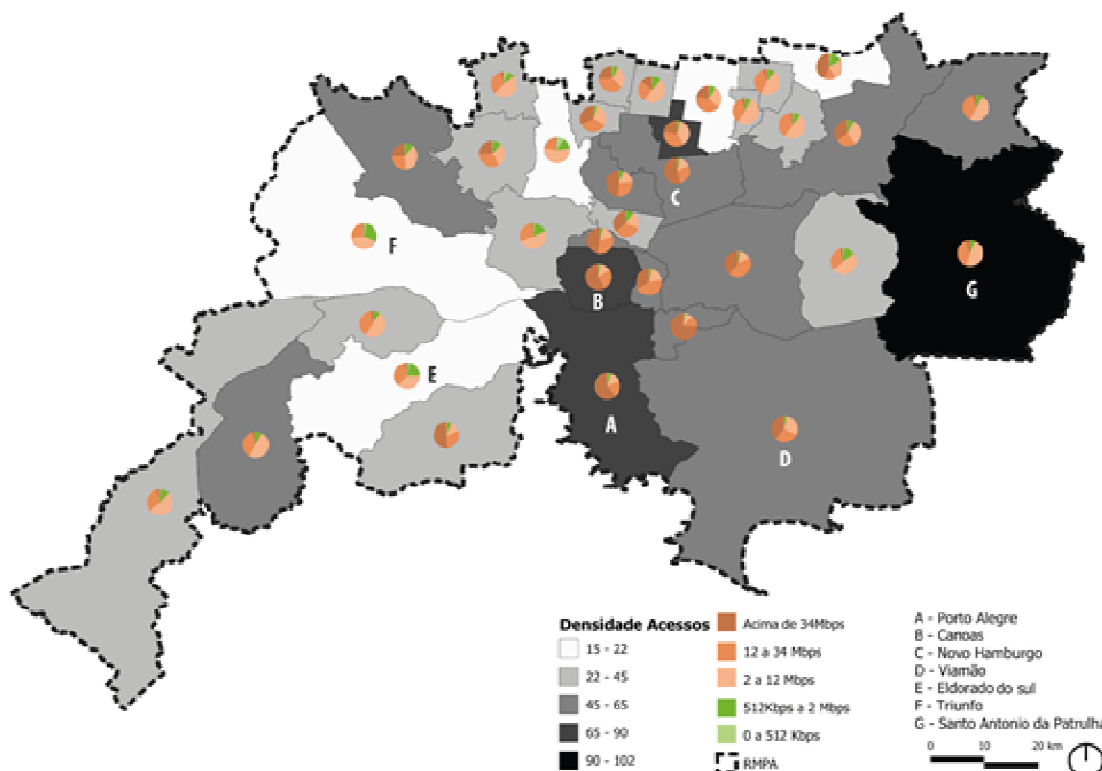 F
C
B
G
E
A
D
Densidade Acessos
15 - 22
22 - 45
45 - 65
65 - 90
90 - 102
Acima de 34Mbps
12 a 34 Mbps
2 a 12 Mbps
512Kbps a 2 Mbps
0 a 512 Kbps
RMPA
A - Porto Alegre
B - Canoas
C - Novo Hamburgo
D - Viamão
E - Eldorado do sul
F - Triunfo
G - Santo Antonio da Patrulha
0 10 20 km